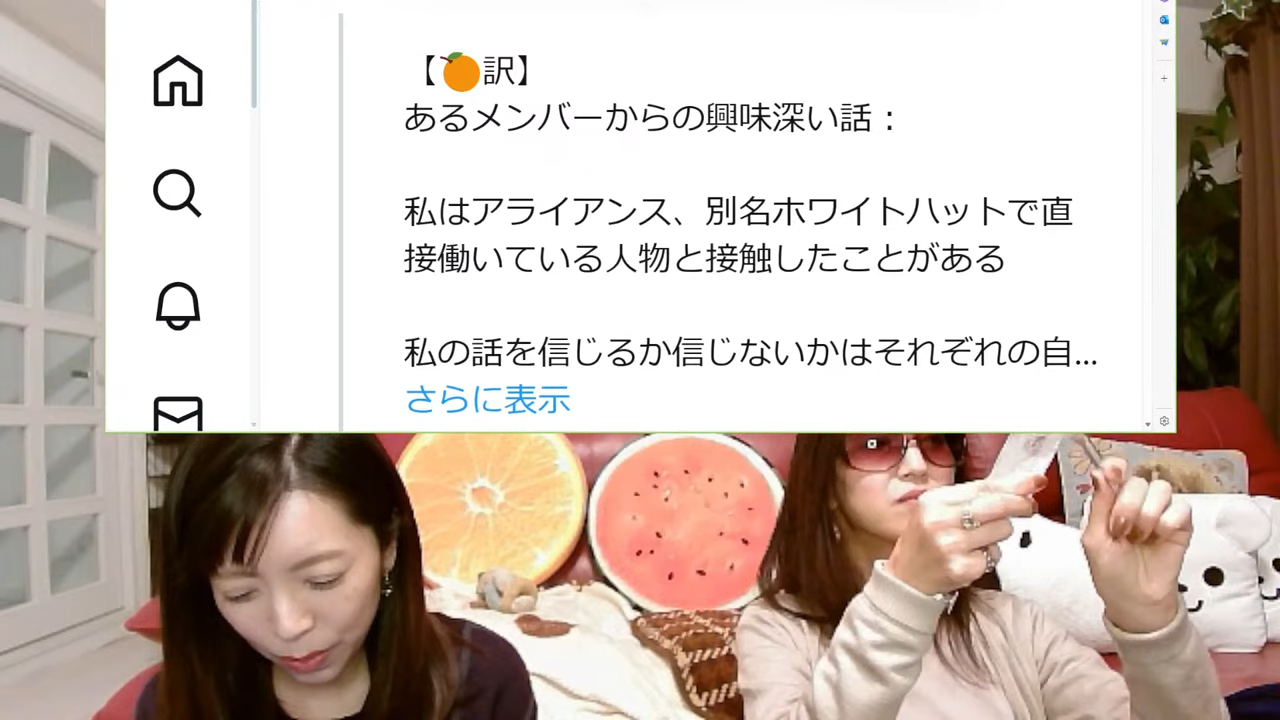 【🍊訳】
あるメンバーからの興味深い話：
私はアライアンス、別名ホワイトハットで直
接働いている人物と接触したことがある
私の話を信じるか信じないかはそれぞれの自...
さらに表示